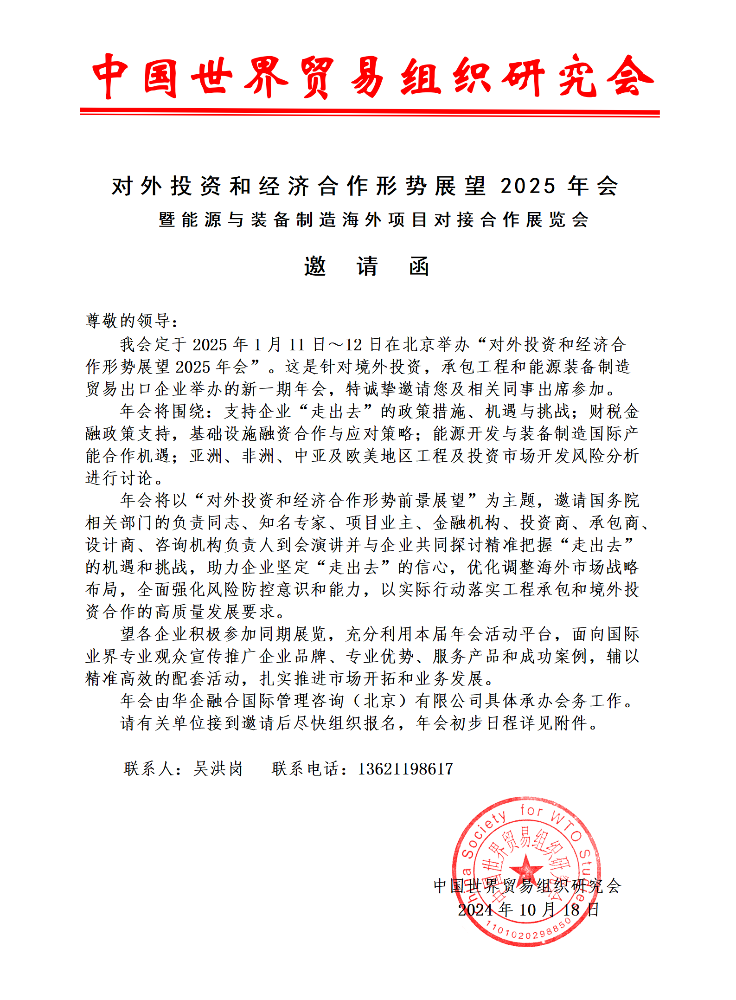 中国世界贸易组织研究会
对外投资和经济合作形势展望 2025 年会
暨能源与装备制造海外项目对接合作展览会
邀 请 函
尊敬的领导：
我会定于 2025 年 1 月 11 日～12 日在北京举办“对外投资和经济合
作形势展望 2025 年会”。这是针对境外投资，承包工程和能源装备制造
贸易出口企业举办的新一期年会，特诚挚邀请您及相关同事出席参加。
年会将围绕：支持企业“走出去”的政策措施、机遇与挑战；财税金
融政策支持，基础设施融资合作与应对策略；能源开发与装备制造国际产
能合作机遇；亚洲、非洲、中亚及欧美地区工程及投资市场开发风险分析
进行讨论。
年会将以“对外投资和经济合作形势前景展望”为主题，邀请国务院
相关部门的负责同志、知名专家、项目业主、金融机构、投资商、承包商、
设计商、咨询机构负责人到会演讲并与企业共同探讨精准把握“走出去”
的机遇和挑战，助力企业坚定“走出去”的信心，优化调整海外市场战略
布局，全面强化风险防控意识和能力，以实际行动落实工程承包和境外投
资合作的高质量发展要求。
望各企业积极参加同期展览，充分利用本届年会活动平台，面向国际
业界专业观众宣传推广企业品牌、专业优势、服务产品和成功案例，辅以
精准高效的配套活动，扎实推进市场开拓和业务发展。
年会由华企融合国际管理咨询（北京）有限公司具体承办会务工作。
请有关单位接到邀请后尽快组织报名，年会初步日程详见附件。
联系人：吴洪岗 联系电话：13621198617
China Society for WTO Studies
中国世界贸易组织研究会
中国世界贸易组织研究会
2024 年 10 月 18 日
1101020298850